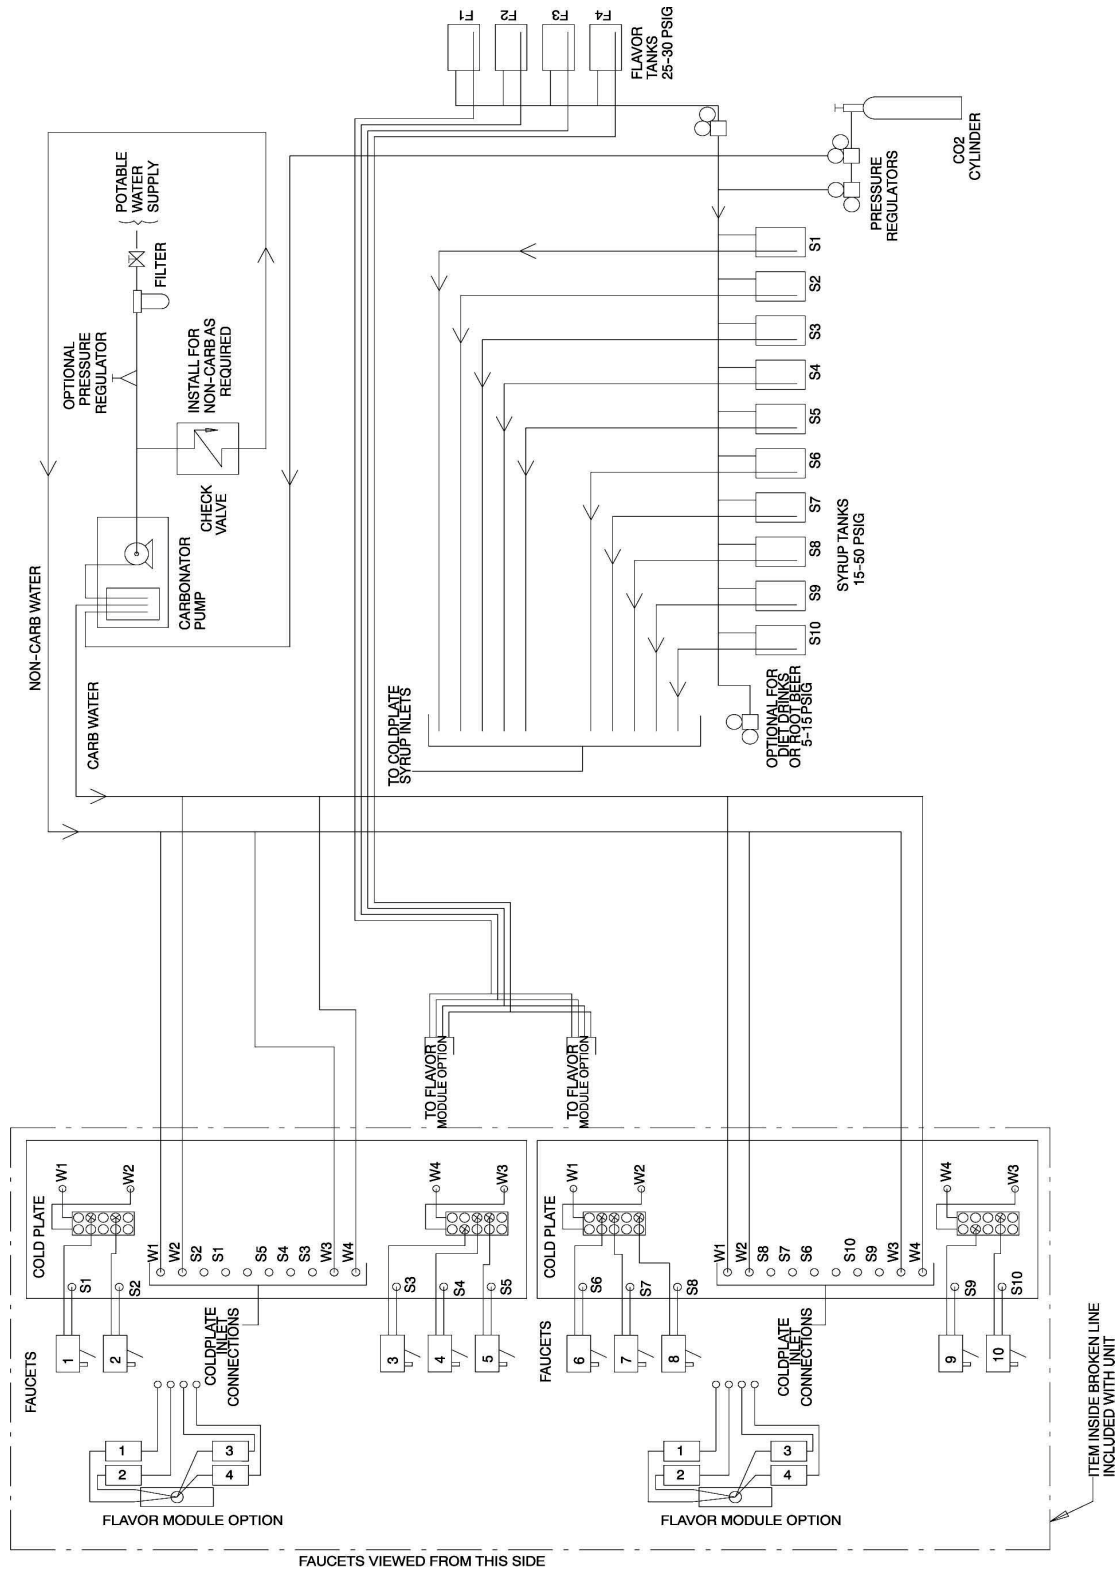 F1
F2
F3
F4
FLAVOR
TANKS
25-30 PSIG
POTABLE
WATER
SUPPLY
FILTER
OPTIONAL
PRESSURE
REGULATOR
INSTALL FOR
NON-CARB AS
REQUIRED
CHECK
VALVE
CARBONATOR
PUMP
NON-CARB WATER
CARB WATER
CO2
CYLINDER
PRESSURE
REGULATORS
S1
S2
S3
S4
S5
S6
S7
S8
S9
S10
SYRUP TANKS
15-50 PSIG
OPTIONAL FOR
DIET DRINKS
OR ROOT BEER
5-15 PSIG
TO COLDPLATE
SYRUP INLETS
TO FLAVOR
MODULE OPTION
TO FLAVOR
MODULE OPTION
COLD PLATE
W1
W2
W4
W3
W1
W2
S2
S1
S5
S4
S3
W3
W4
S1
S2
S3
S4
S5
FAUCETS
1
2
3
4
5
COLDPLATE
INLET
CONNECTIONS
1
2
3
4
FLAVOR MODULE OPTION
COLD PLATE
W1
W2
W4
W3
W1
W2
S8
S7
S6
S10
S9
W3
W4
S6
S7
S8
S9
S10
FAUCETS
6
7
8
9
10
COLDPLATE
INLET
CONNECTIONS
1
2
3
4
FLAVOR MODULE OPTION
ITEM INSIDE BROKEN LINE
INCLUDED WITH UNIT
FAUCETS VIEWED FROM THIS SIDE